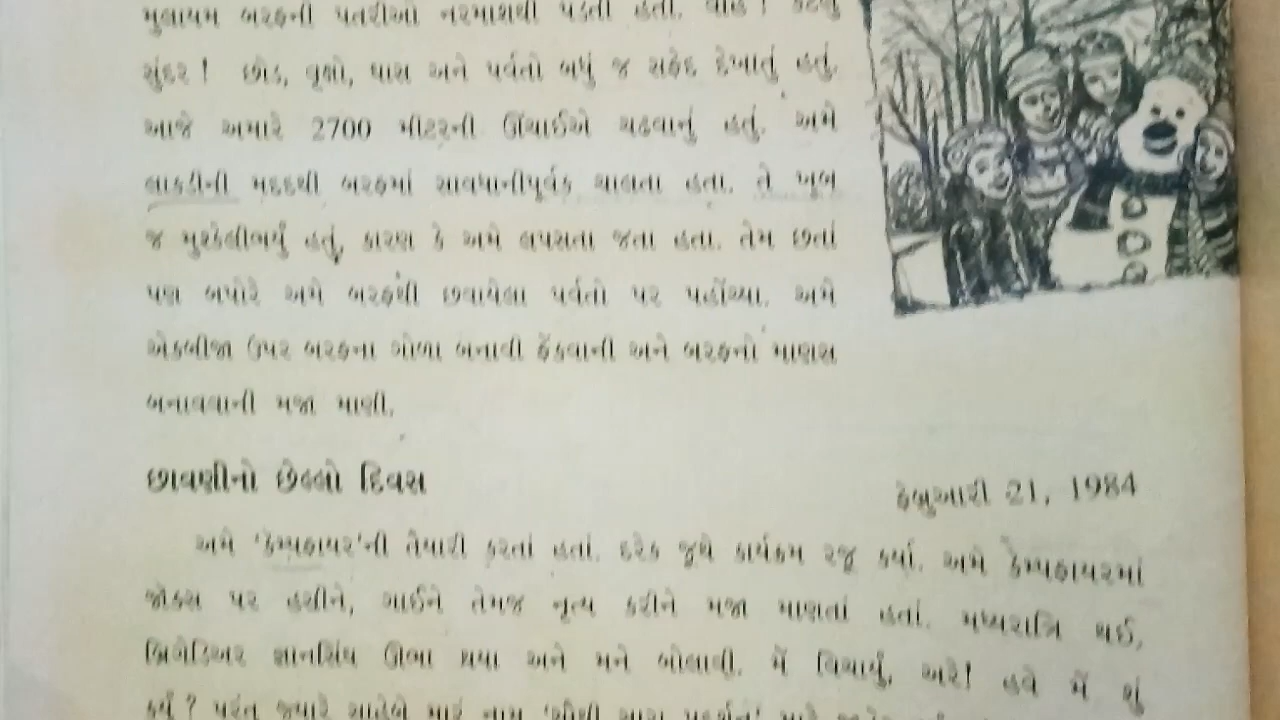 મુલાયમ બરફની પતરીઓ નરમાશથી પડતી હતી. વાહ ! કેટલું
સુંદર ! છોડ, વૃક્ષો, ઘાસ અને પર્વતો બધું જ સફેદ દેખાતું હતું.
આજે અમારે 2700 મીટરની ઊંચાઈએ ચઢવાનું હતું. અમે
લાકડીની મદદથી બરફમાં સાવધાનીપૂર્વક ચાલતા હતા. તે ખૂબ
જ મુશ્કેલીભર્યું હતું, કારણ કે અમે લપસતા જતા હતા. તેમ છતાં
પણ બપોરે અમે બરફથી છવાયેલા પર્વતો પર પહોંચ્યા. અમે
એકબીજા ઉપર બરફના ગોળા બનાવી ફેંકવાની અને બરફનો માણસ
બનાવવાની મજા માણી.
છાવણીનો છેલ્લો દિવસ
ફેબ્રુઆરી 21, 1984
અમે ‘કેમ્પફાયર’ની તૈયારી કરતાં હતાં. દરેક જૂથે કાર્યક્રમ રજૂ કર્યા. અમે કેમ્પફાયરમાં
જોક્સ પર હસીને, ગાઈને તેમજ નૃત્ય કરીને મજા માણતાં હતાં. મધ્યરાત્રિ થઈ,
બ્રિગેડિઅર જ્ઞાનસિંઘ ઊભા થયા અને મને બોલાવી. મેં વિચાર્યું, અરે! હવે મેં શું
કર્યું ? પરંતુ જ્યારે સાહેબે મારું નામ ‘સૌથી સારા પ્રદર્શન’ માટે